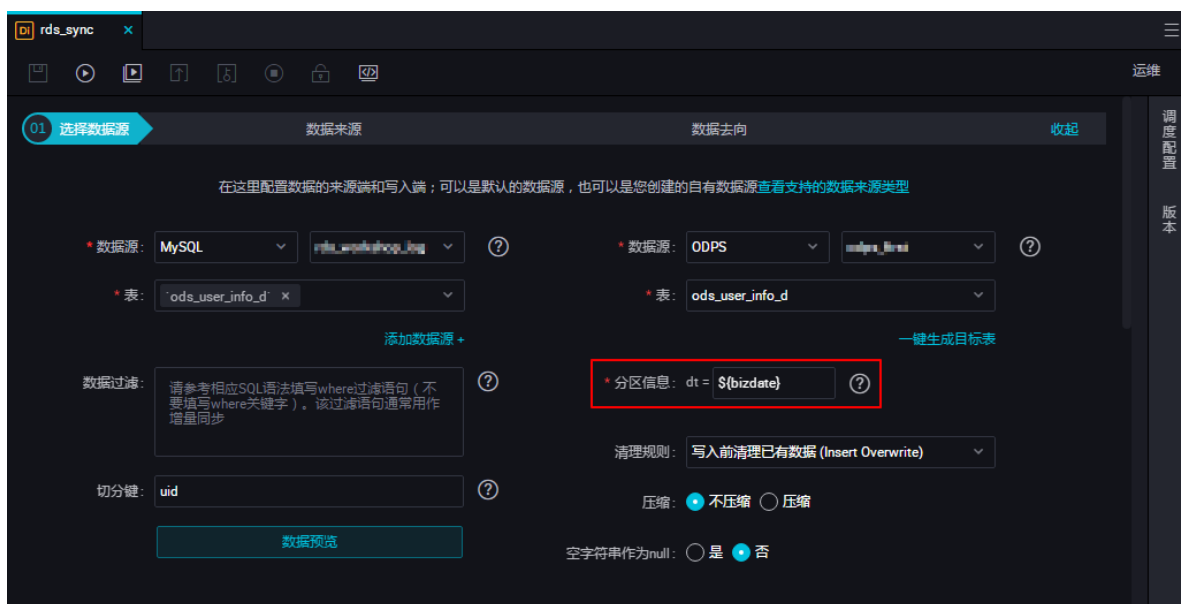 Di rds_sync ×
运维
01 选择数据源 数据来源 数据去向 收起
在这里配置数据的来源端和写入端；可以是默认的数据源，也可以是您创建的自有数据源查看支持的数据来源类型
* 数据源: MySQL ? * 数据源: ODPS ?
* 表: `ods_user_info_d` × * 表: ods_user_info_d
添加数据源 + 一键生成目标表
数据过滤: 请参考相应SQL语法填写where过滤语句（不
要填写where关键字）。该过滤语句通常用作
增量同步
? * 分区信息: dt = ${bizdate} ?
清理规则: 写入前清理已有数据 (Insert Overwrite)
切分键: uid ?
压缩: 不压缩 压缩
数据预览
空字符串作为null: 是 否
调度配置
版本